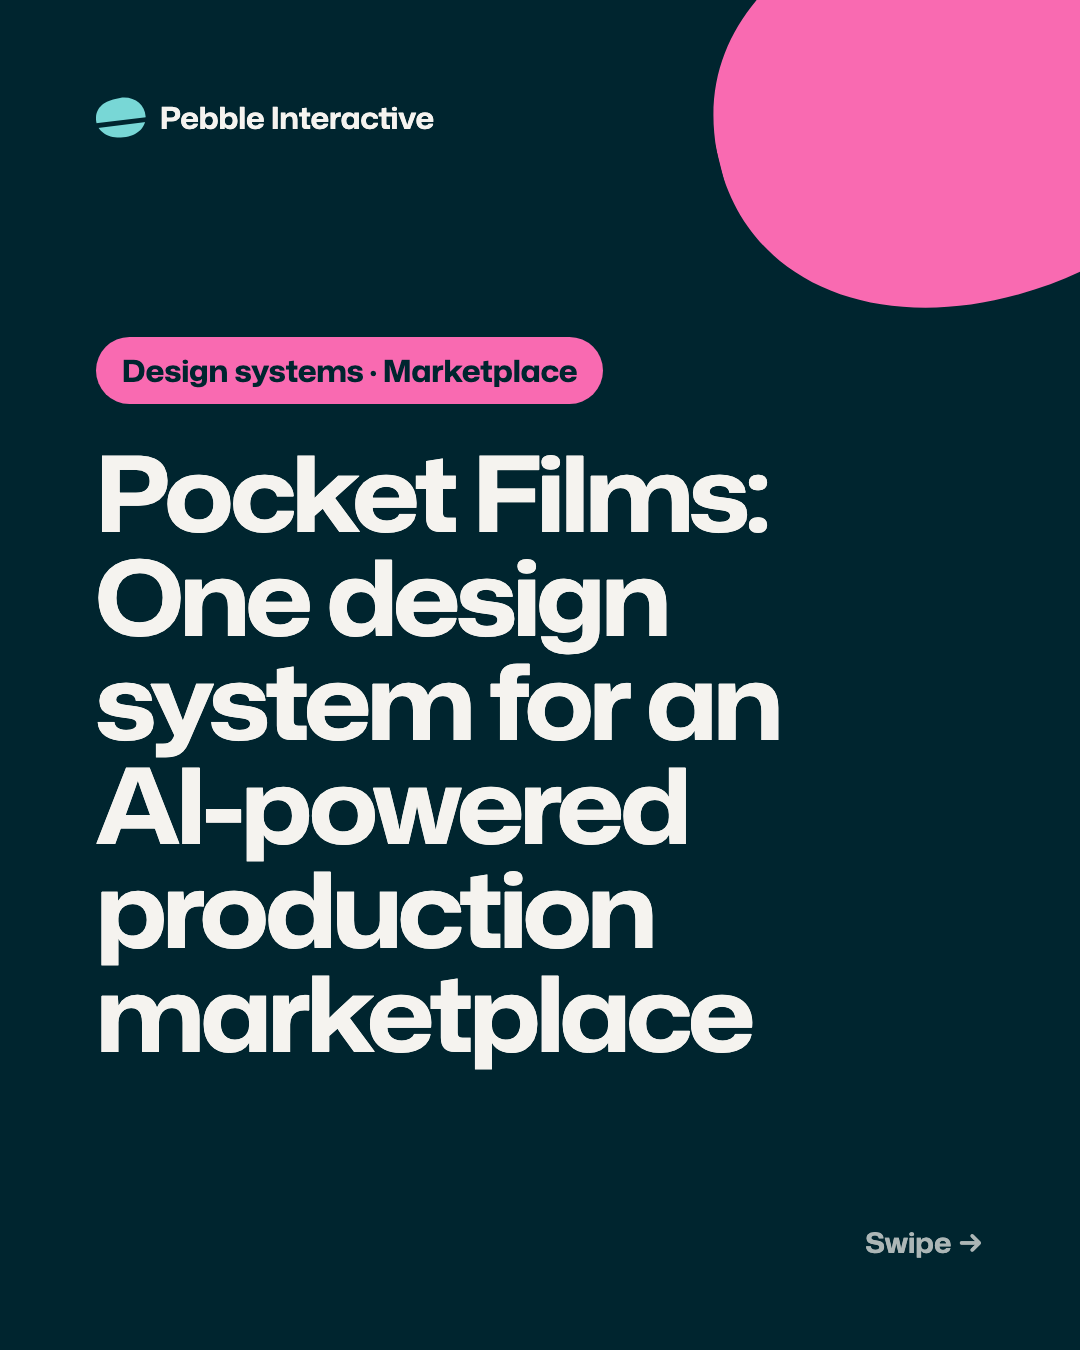 Pebble Interactive
Design systems · Marketplace
Pocket Films:
One design
system for an
AI-powered
production
marketplace
Swipe →